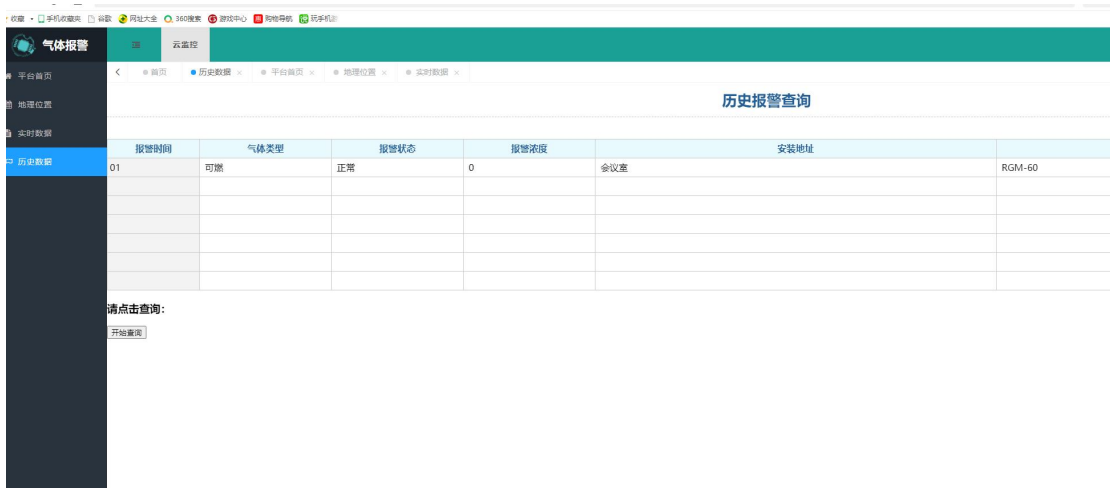 收藏 手机收藏夹 谷歌 网址大全 360搜索 游戏中心 购物导航 玩手机
气体报警 云监控
平台首页 首页 历史数据 平台首页 地理位置 实时数据
地理位置
实时数据
历史数据
历史报警查询
报警时间 气体类型 报警状态 报警浓度 安装地址
01 可燃 正常 0 会议室 RGM-60
请点击查询:
开始查询